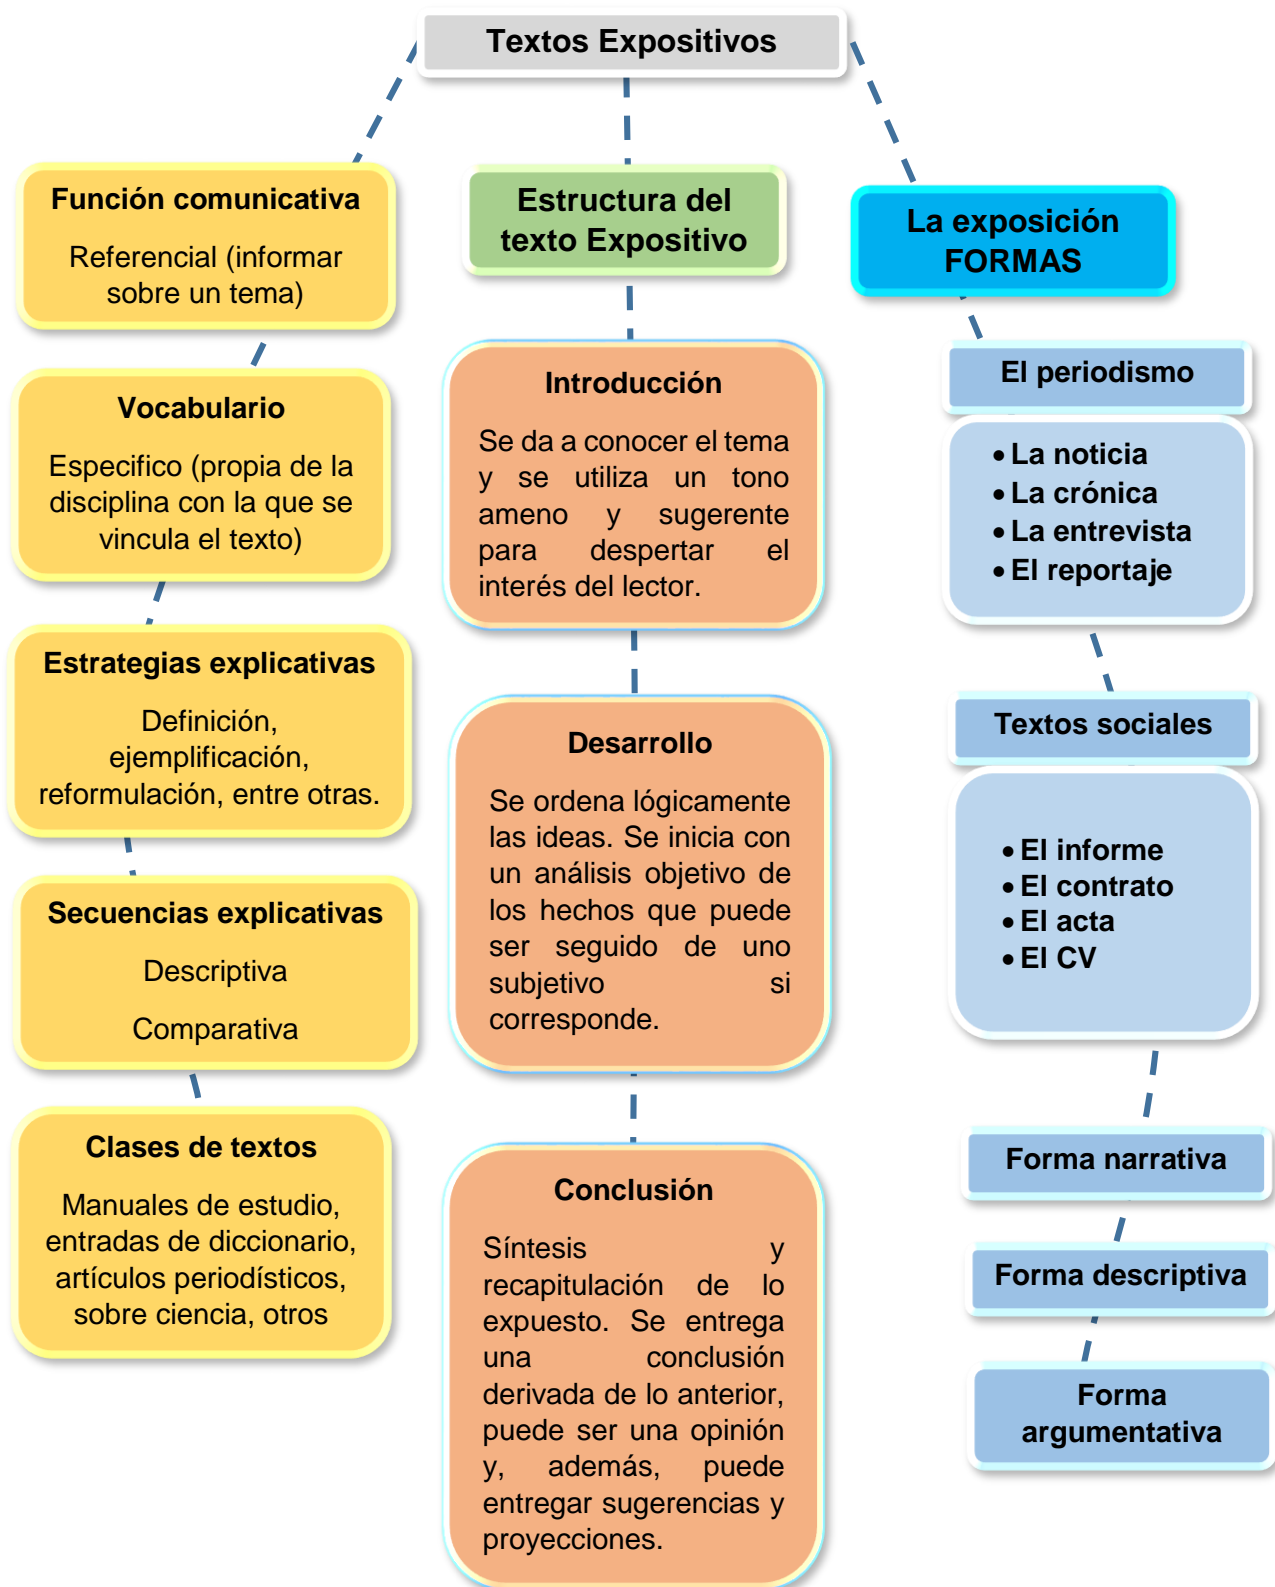 Textos Expositivos
Función comunicativa
Referencial (informar
sobre un tema)
Vocabulario
Especifico (propia de la
disciplina con la que se
vincula el texto)
Estrategias explicativas
Definición,
ejemplificación,
reformulación, entre otras.
Secuencias explicativas
Descriptiva
Comparativa
Clases de textos
Manuales de estudio,
entradas de diccionario,
artículos periodísticos,
sobre ciencia, otros
Estructura del
texto Expositivo
Introducción
Se da a conocer el tema
y se utiliza un tono
ameno y sugerente
para despertar el
interés del lector.
Desarrollo
Se ordena lógicamente
las ideas. Se inicia con
un análisis objetivo de
los hechos que puede
ser seguido de uno
subjetivo si
corresponde.
Conclusión
Síntesis y
recapitulación de lo
expuesto. Se entrega
una conclusión
derivada de lo anterior,
puede ser una opinión
y, además, puede
entregar sugerencias y
proyecciones.
La exposición
FORMAS
El periodismo
• La noticia
• La crónica
• La entrevista
• El reportaje
Textos sociales
• El informe
• El contrato
• El acta
• El CV
Forma narrativa
Forma descriptiva
Forma
argumentativa